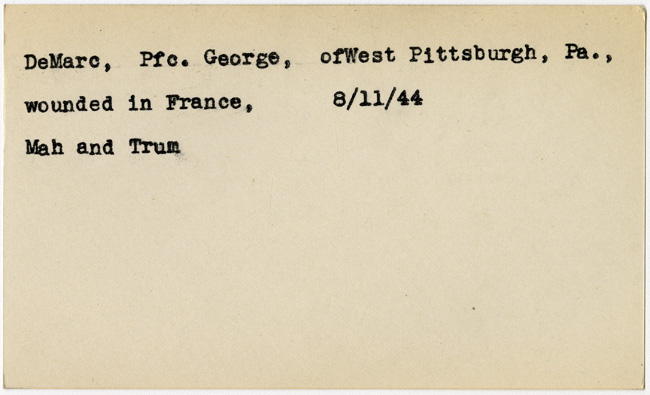 DeMarc, Pfc. George, ofWest Pittsburgh, Pa.,
wounded in France, 8/11/44
Mah and Trum